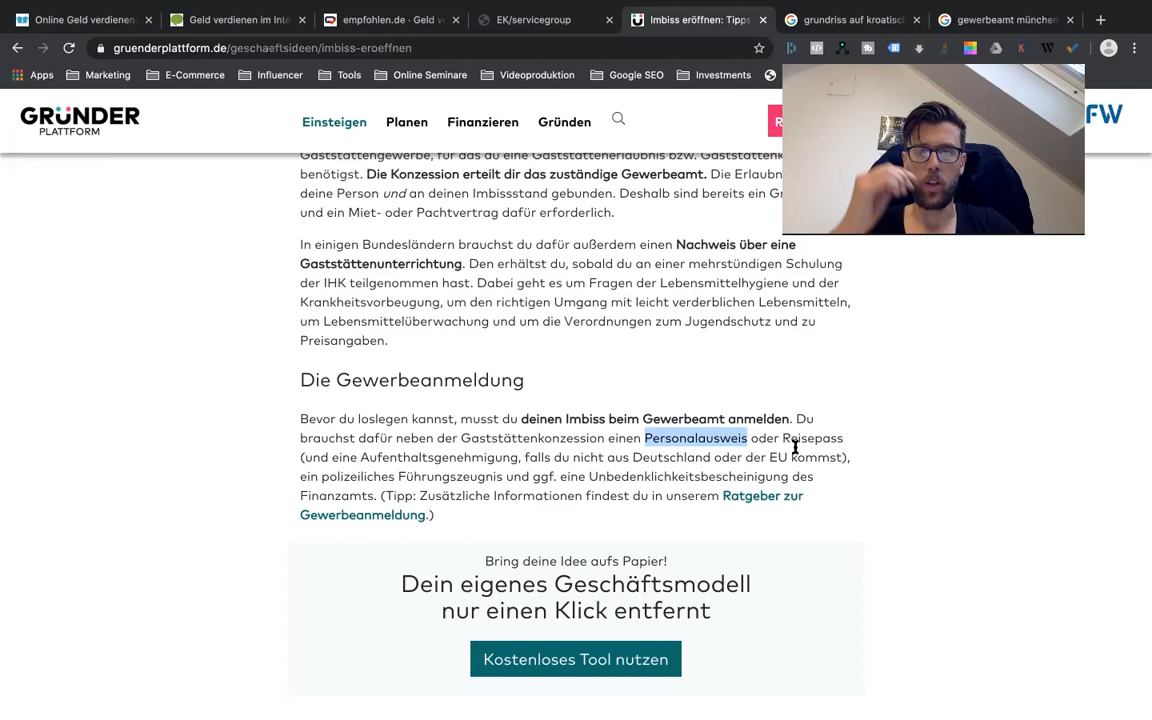 Online Geld verdienen:
Geld verdienen im Inte
empfohlen.de - Geld v
EK/servicegroup
Imbiss eröffnen: Tipps
grundriss auf kroatisch
gewerbeamt münchen
gruenderplattform.de/geschaeftsideen/imbiss-eroeffnen
Apps
Marketing
E-Commerce
Influencer
Tools
Online Seminare
Videoproduktion
Google SEO
Investments
GRÜNDER
PLATTFORM
Einsteigen
Planen
Finanzieren
Gründen
R
FW
Gaststättengewerbe, für das du eine Gaststättenerlaubnis bzw. Gaststättenk
benötigst. Die Konzession erteilt dir das zuständige Gewerbeamt. Die Erlaubn
deine Person und an deinen Imbissstand gebunden. Deshalb sind bereits ein Gr
und ein Miet- oder Pachtvertrag dafür erforderlich.
In einigen Bundesländern brauchst du dafür außerdem einen Nachweis über eine
Gaststättenunterrichtung. Den erhältst du, sobald du an einer mehrstündigen Schulung
der IHK teilgenommen hast. Dabei geht es um Fragen der Lebensmittelhygiene und der
Krankheitsvorbeugung, um den richtigen Umgang mit leicht verderblichen Lebensmitteln,
um Lebensmittelüberwachung und um die Verordnungen zum Jugendschutz und zu
Preisangaben.
Die Gewerbeanmeldung
Bevor du loslegen kannst, musst du deinen Imbiss beim Gewerbeamt anmelden. Du
brauchst dafür neben der Gaststättenkonzession einen Personalausweis oder Reisepass
(und eine Aufenthaltsgenehmigung, falls du nicht aus Deutschland oder der EU kommst),
ein polizeiliches Führungszeugnis und ggf. eine Unbedenklichkeitsbescheinigung des
Finanzamts. (Tipp: Zusätzliche Informationen findest du in unserem Ratgeber zur
Gewerbeanmeldung.)
Bring deine Idee aufs Papier!
Dein eigenes Geschäftsmodell
nur einen Klick entfernt
Kostenloses Tool nutzen